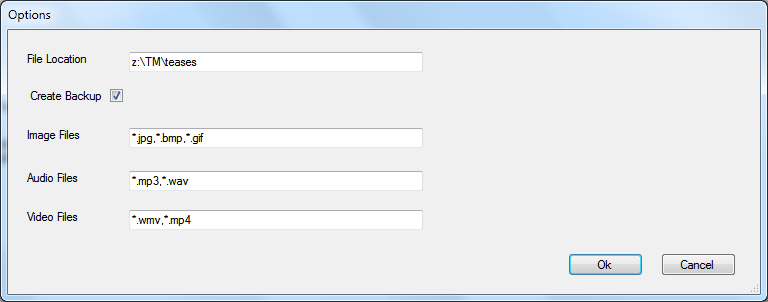 Options
File Location z:\TM\teases
Create Backup
Image Files *.jpg,*.bmp,*.gif
Audio Files *.mp3,*.wav
Video Files *.wmv,*.mp4
Ok Cancel